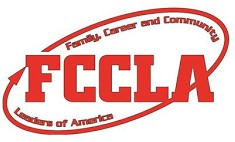 Family, Career and Community
FCCLA
Leaders of America